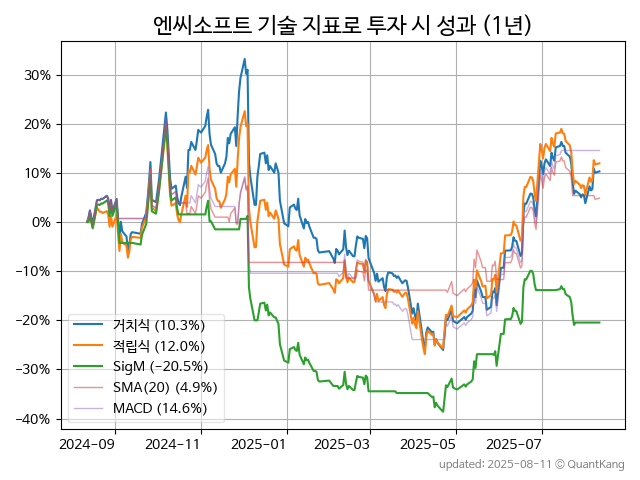 엔씨소프트 기술 지표로 투자 시 성과 (1년)
30%
20%
10%
0%
−10%
−20%
−30%
−40%
거치식 (10.3%)
적립식 (12.0%)
SigM (−20.5%)
SMA(20) (4.9%)
MACD (14.6%)
2024-09
2024-11
2025-01
2025-03
2025-05
2025-07
updated: 2025-08-11 © QuantKang